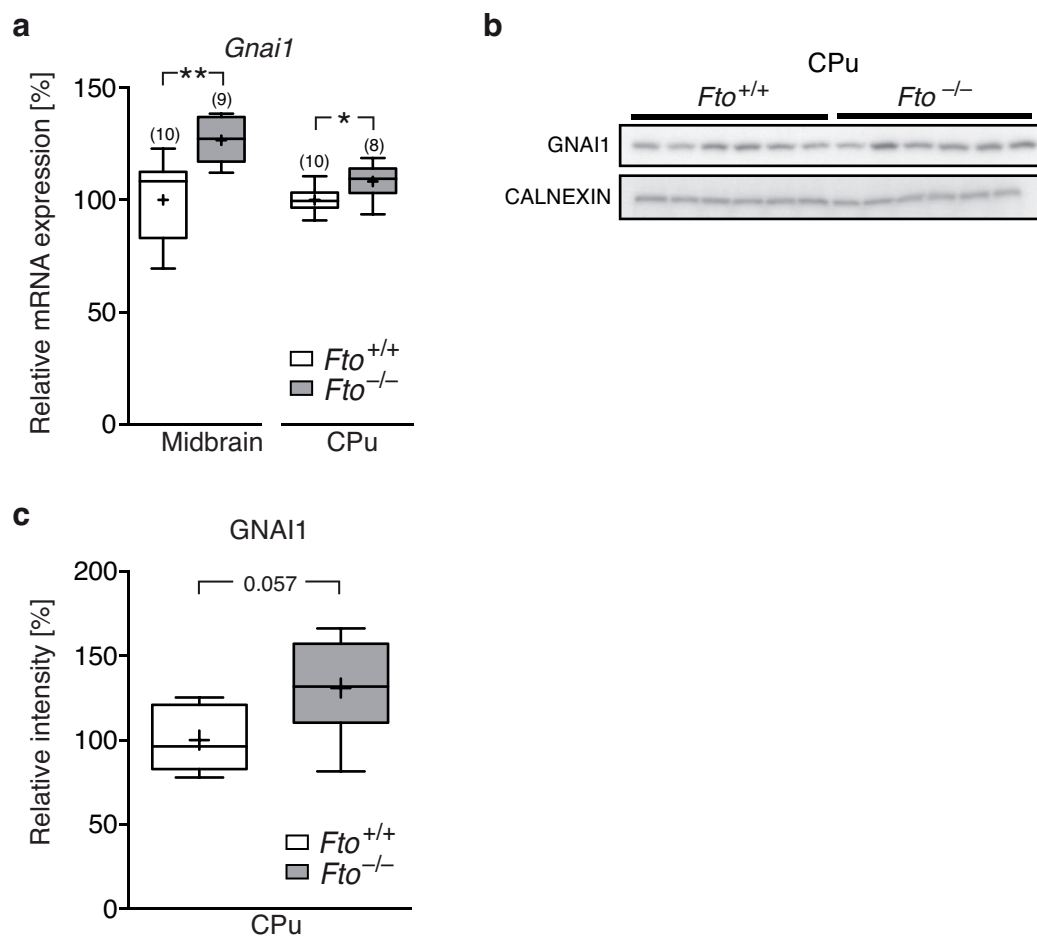 a
Gnai1
Relative mRNA expression [%]
150
100
50
0
**
(10)
(9)
*
(10)
(8)
Fto+/+
Fto−/−
Midbrain
CPu
b
CPu
Fto+/+ Fto−/−
GNAI1
CALNEXIN
c
GNAI1
Relative intensity [%]
200
150
100
50
0
0.057
Fto+/+
Fto−/−
CPu